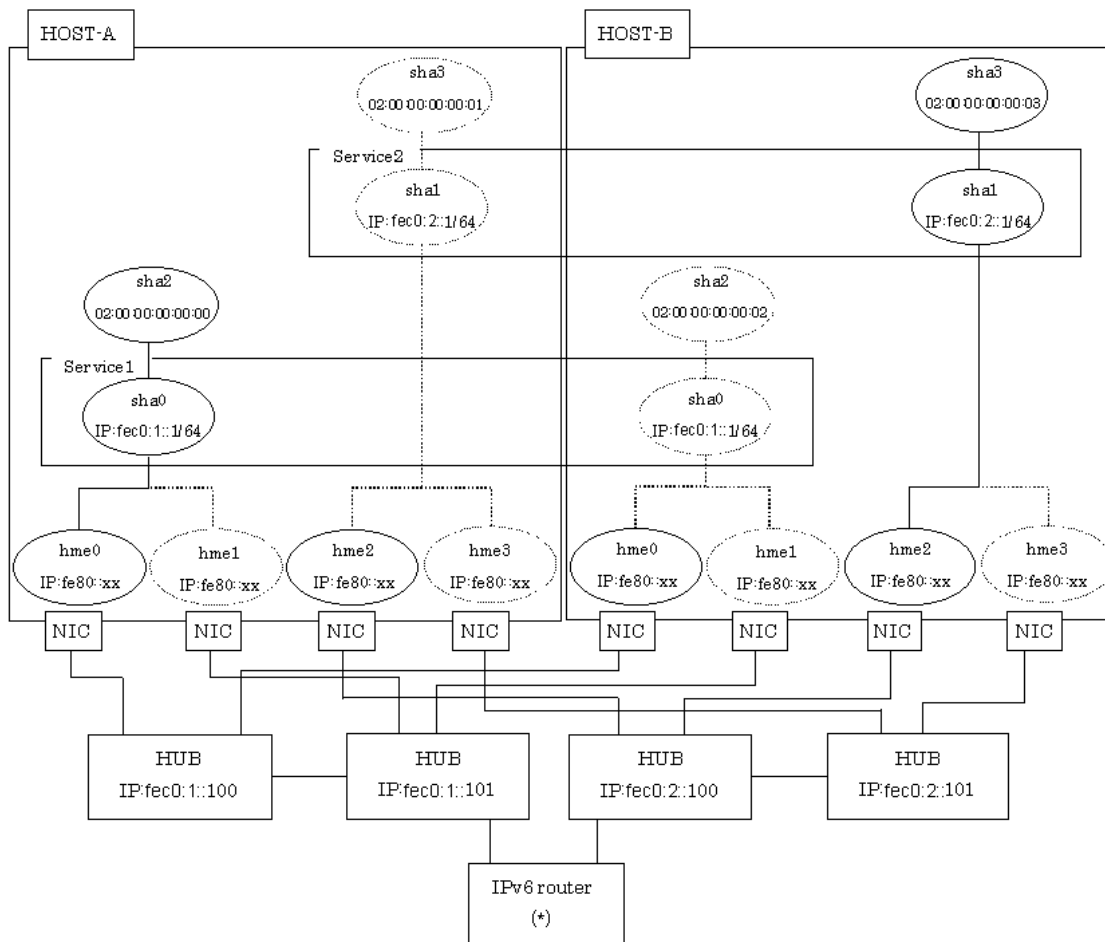 HOST-A
HOST-B
sha3
02:00:00:00:00:01
sha3
02:00:00:00:00:03
Service2
sha1
IP:fec0:2::1/64
sha1
IP:fec0:2::1/64
sha2
02:00:00:00:00:00
sha2
02:00:00:00:00:02
Service1
sha0
IP:fec0:1::1/64
sha0
IP:fec0:1::1/64
hme0
IP:fe80::xx
hme1
IP:fe80::xx
hme2
IP:fe80::xx
hme3
IP:fe80::xx
hme0
IP:fe80::xx
hme1
IP:fe80::xx
hme2
IP:fe80::xx
hme3
IP:fe80::xx
NIC
NIC
NIC
NIC
NIC
NIC
NIC
NIC
HUB
IP:fec0:1::100
HUB
IP:fec0:1::101
HUB
IP:fec0:2::100
HUB
IP:fec0:2::101
IPv6 router
(*)